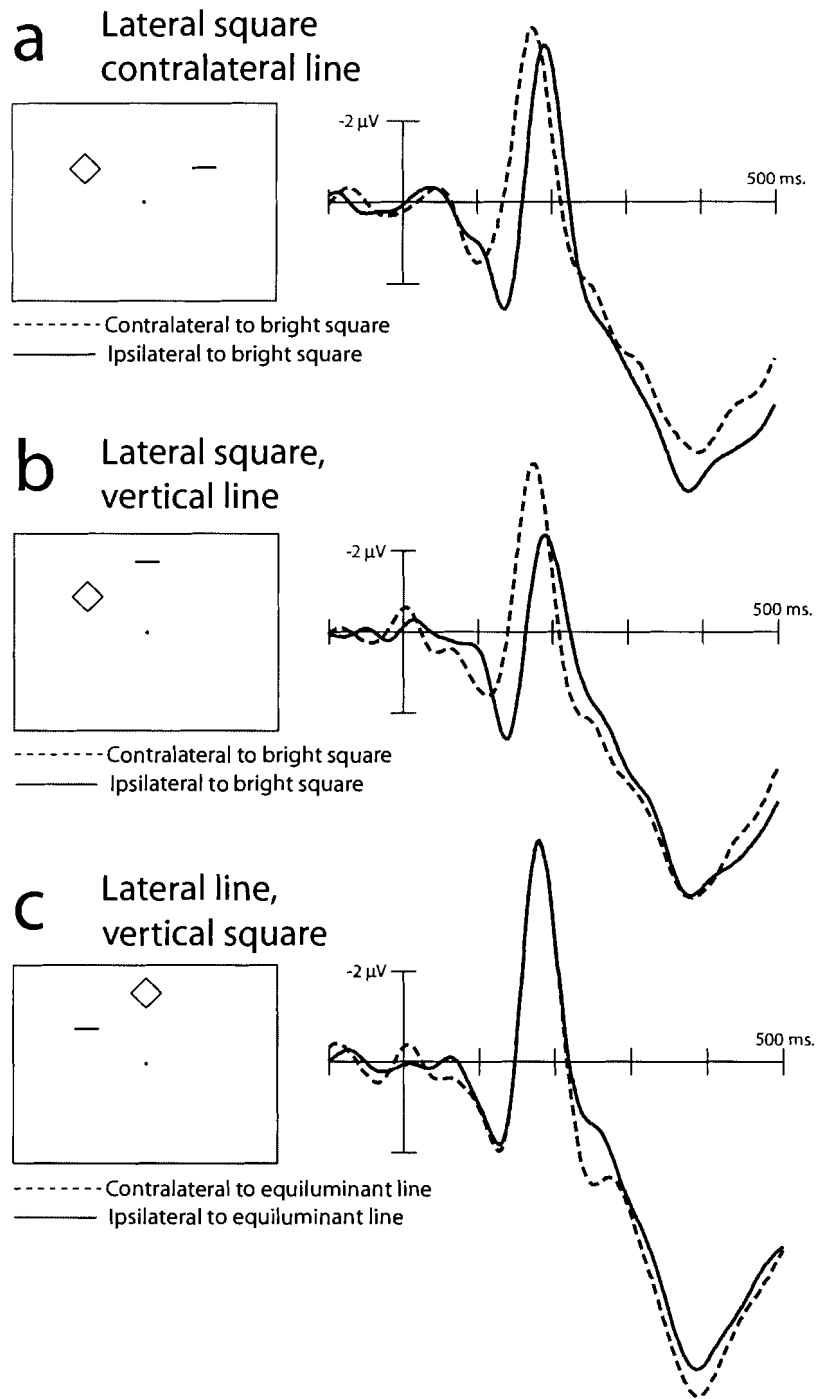 a
Lateral square
contralateral line
-2 µV
500 ms.
Contralateral to bright square
Ipsilateral to bright square
b
Lateral square,
vertical line
-2 µV
500 ms.
Contralateral to bright square
Ipsilateral to bright square
c
Lateral line,
vertical square
-2 µV
500 ms.
Contralateral to equiluminant line
Ipsilateral to equiluminant line